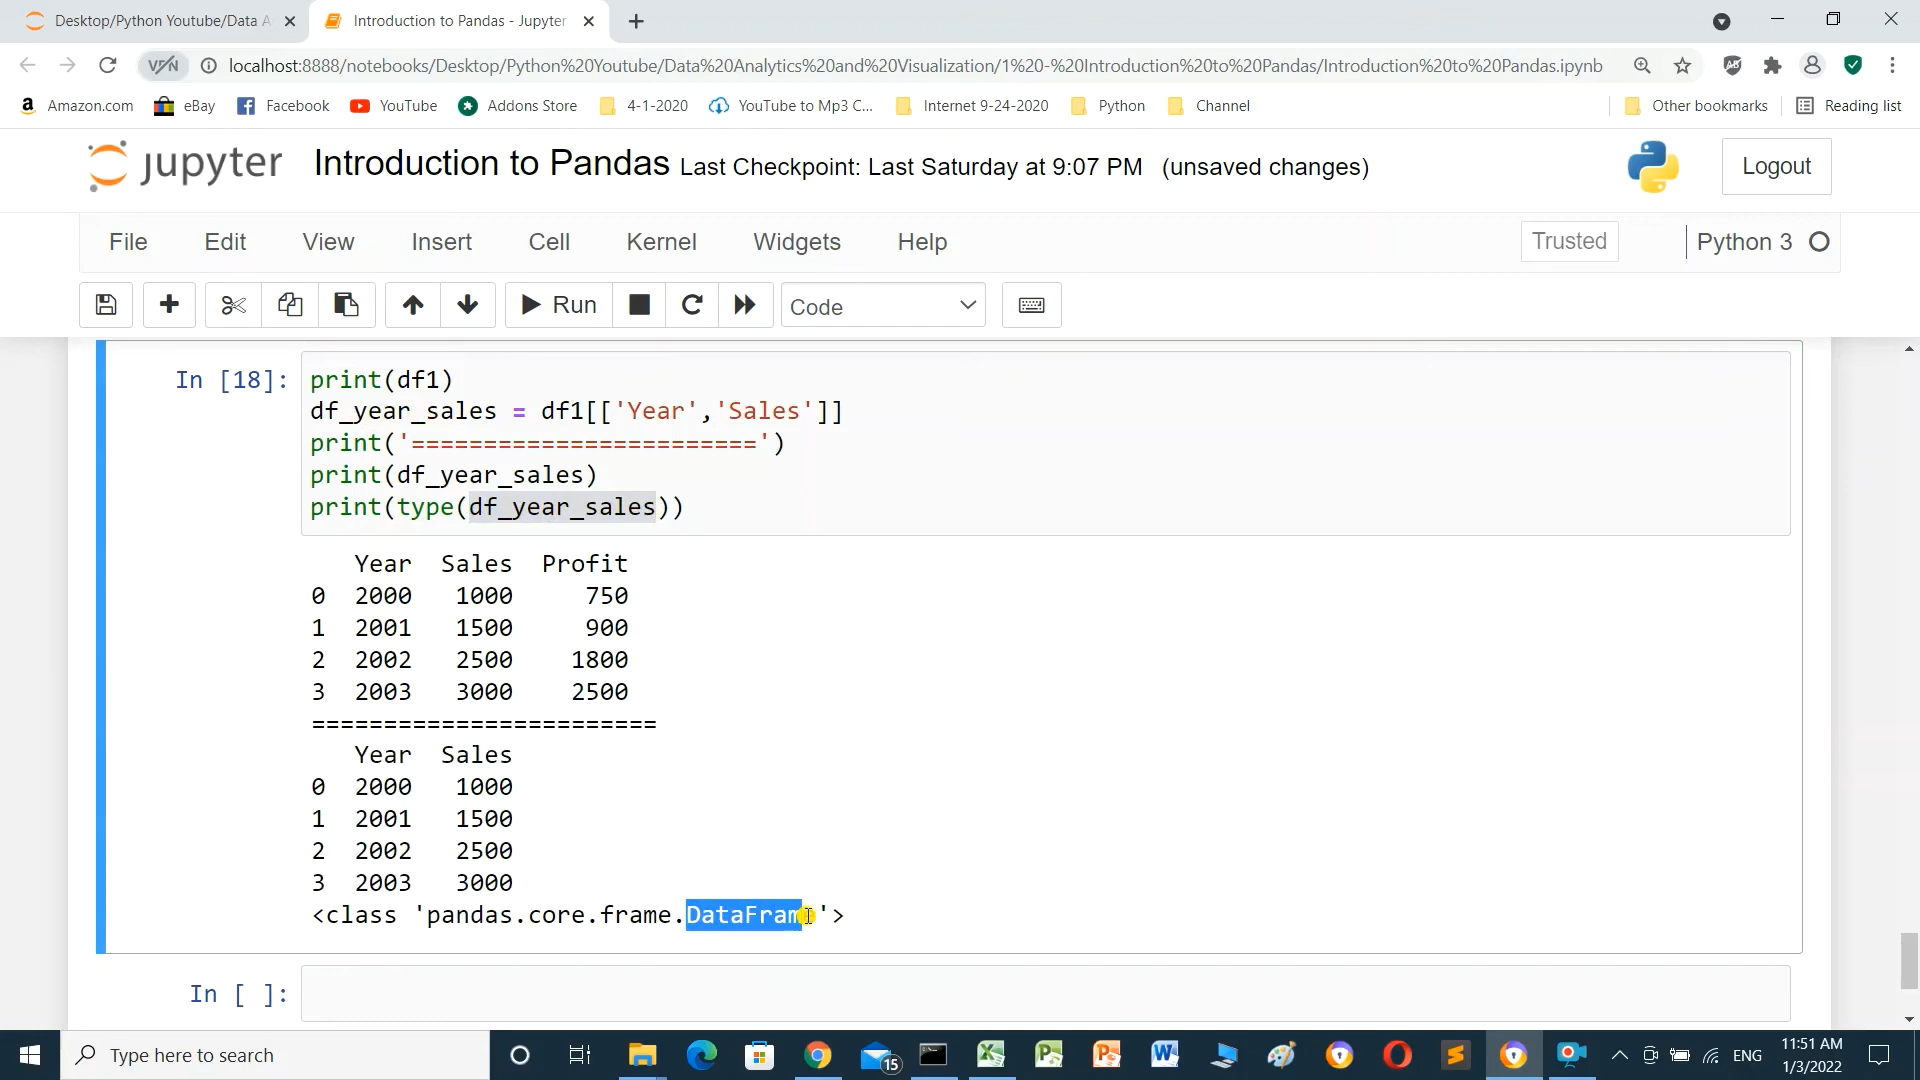 Desktop/Python Youtube/Data A
Introduction to Pandas - Jupyter
VPN
localhost:8888/notebooks/Desktop/Python%20Youtube/Data%20Analytics%20and%20Visualization/1%20-%20Introduction%20to%20Pandas/Introduction%20to%20Pandas.ipynb
Amazon.com eBay Facebook YouTube Addons Store 4-1-2020 YouTube to Mp3 C... Internet 9-24-2020 Python Channel Other bookmarks Reading list
jupyter Introduction to Pandas Last Checkpoint: Last Saturday at 9:07 PM (unsaved changes) Logout
File Edit View Insert Cell Kernel Widgets Help Trusted Python 3
Run Code
In [18]: print(df1)
df_year_sales = df1[['Year','Sales']]
print('========================')
print(df_year_sales)
print(type(df_year_sales))
Year Sales Profit
0 2000 1000 750
1 2001 1500 900
2 2002 2500 1800
3 2003 3000 2500
========================
Year Sales
0 2000 1000
1 2001 1500
2 2002 2500
3 2003 3000
<class 'pandas.core.frame.DataFrame'>
In [ ]:
Type here to search
15
ENG
11:51 AM
1/3/2022